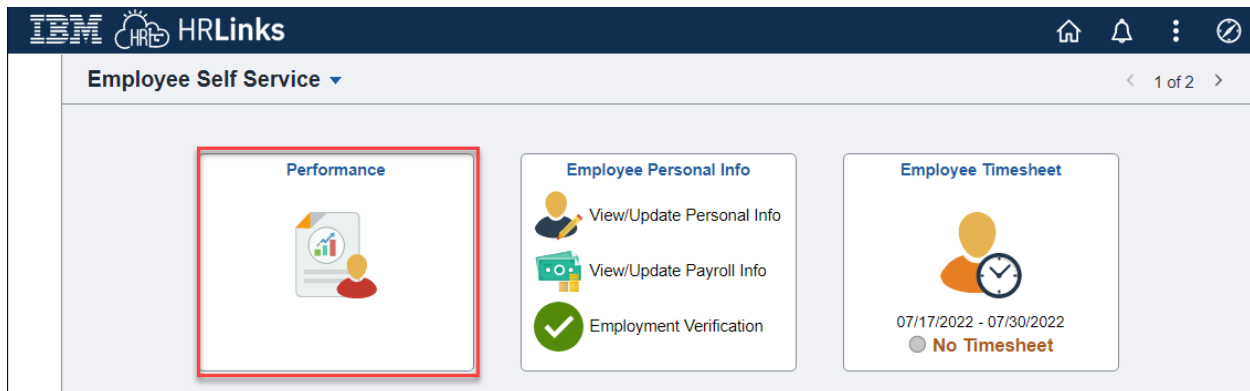 IBM HRE HRLinks
Employee Self Service
1 of 2
Performance
Employee Personal Info
View/Update Personal Info
View/Update Payroll Info
Employment Verification
Employee Timesheet
07/17/2022 - 07/30/2022
No Timesheet